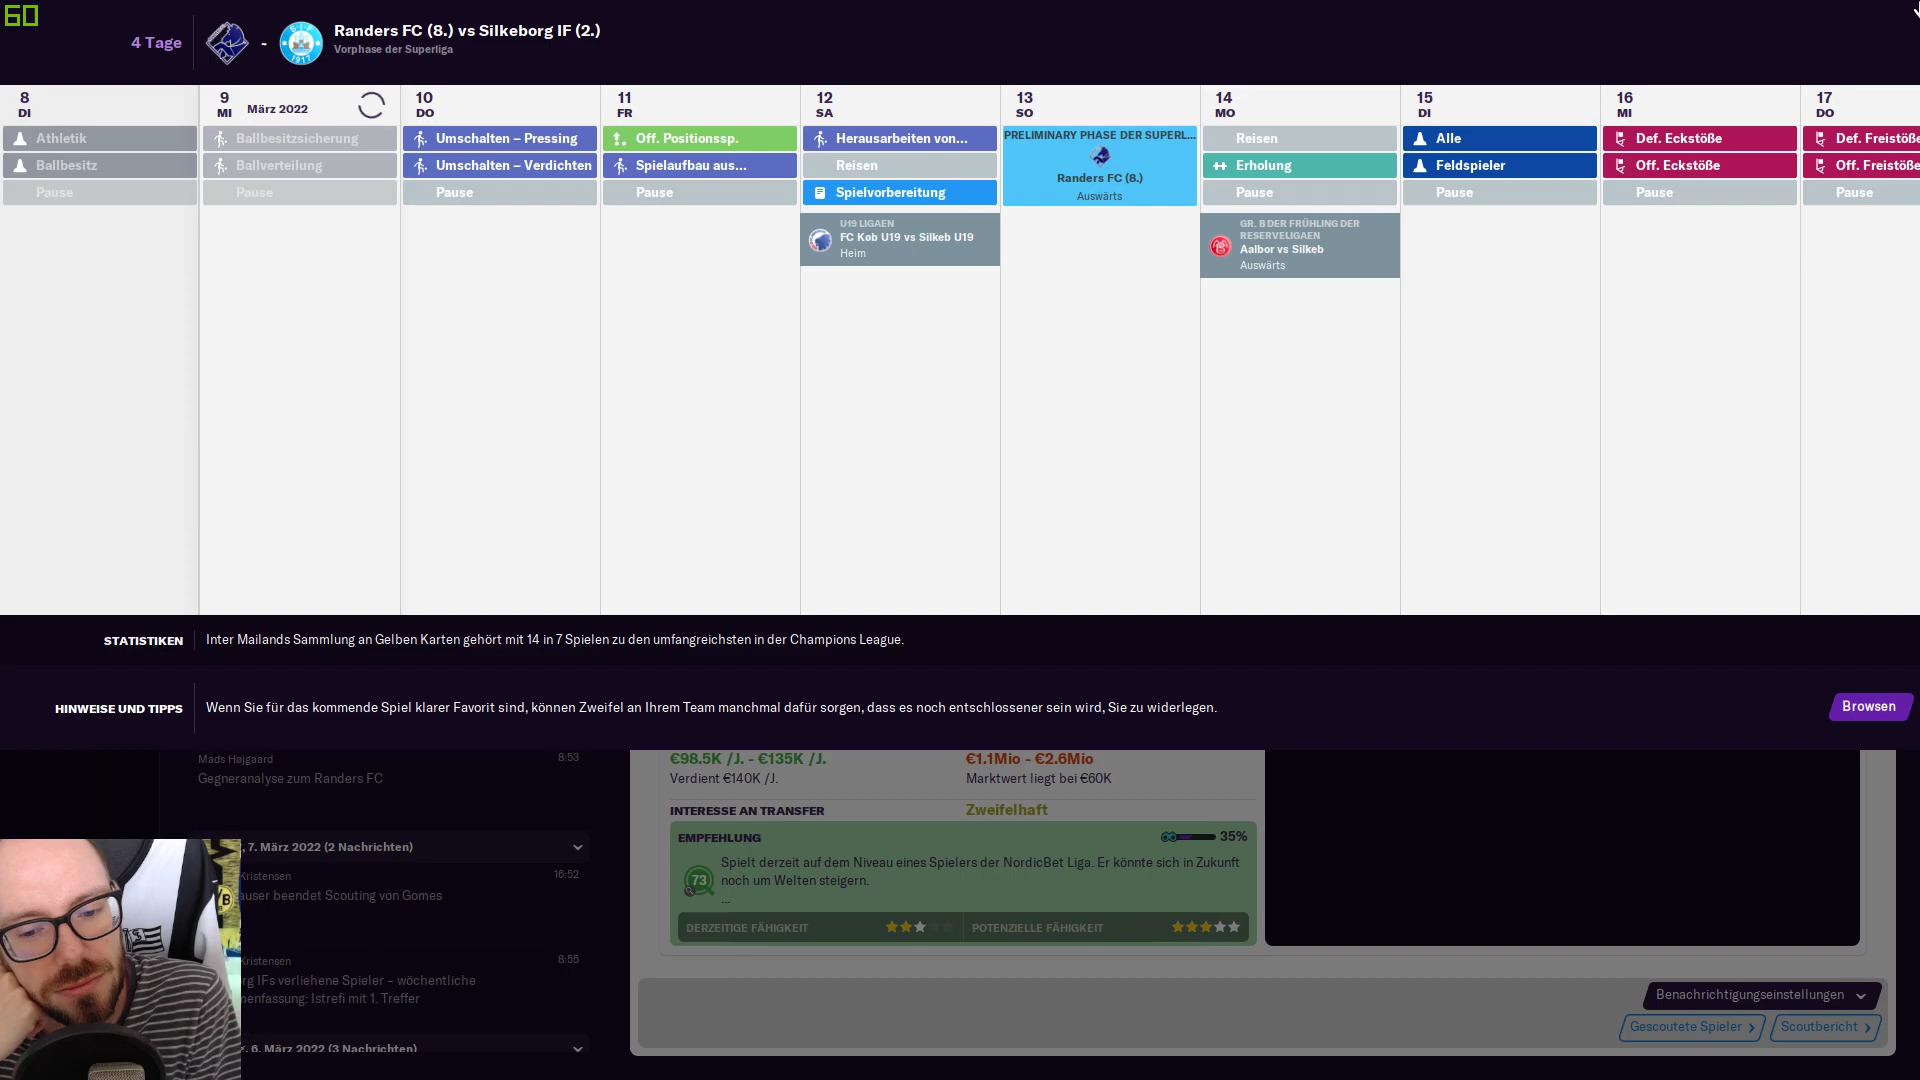 60
4 Tage
-
Randers FC (8.) vs Silkeborg IF (2.)
Vorphase der Superliga
8
DI
Athletik
Ballbesitz
Pause
9
MI
März 2022
Ballbesitzsicherung
Ballverteilung
Pause
10
DO
Umschalten – Pressing
Umschalten – Verdichten
Pause
11
FR
Off. Positionssp.
Spielaufbau aus...
Pause
12
SA
Herausarbeiten von...
Reisen
Spielvorbereitung
U19 LIGAEN
FC Køb U19 vs Silkeb U19
Heim
13
SO
PRELIMINARY PHASE DER SUPERL...
Randers FC (8.)
Auswärts
14
MO
Reisen
Erholung
Pause
GR. B DER FRÜHLING DER
RESERVELIGAEN
Aalbor vs Silkeb
Auswärts
15
DI
Alle
Feldspieler
Pause
16
MI
Def. Eckstöße
Off. Eckstöße
Pause
17
DO
Def. Freistöße
Off. Freistöße
Pause
STATISTIKEN
Inter Mailands Sammlung an Gelben Karten gehört mit 14 in 7 Spielen zu den umfangreichsten in der Champions League.
HINWEISE UND TIPPS
Wenn Sie für das kommende Spiel klarer Favorit sind, können Zweifel an Ihrem Team manchmal dafür sorgen, dass es noch entschlossener sein wird, Sie zu widerlegen.
Browsen
Mads Højgaard
8:53
Gegneranalyse zum Randers FC
, 7. März 2022 (2 Nachrichten)
Kristensen
16:52
auser beendet Scouting von Gomes
Kristensen
8:55
rg IFs verliehene Spieler – wöchentliche
enfassung: Istrefi mit 1. Treffer
, 6. März 2022 (3 Nachrichten)
€98.5K /J. - €135K /J.
Verdient €140K /J.
€1.1Mio - €2.6Mio
Marktwert liegt bei €60K
INTERESSE AN TRANSFER
Zweifelhaft
EMPFEHLUNG
35%
73
Spielt derzeit auf dem Niveau eines Spielers der NordicBet Liga. Er könnte sich in Zukunft
noch um Welten steigern.
...
DERZEITIGE FÄHIGKEIT
POTENZIELLE FÄHIGKEIT
Benachrichtigungseinstellungen
Gescoutete Spieler
Scoutbericht